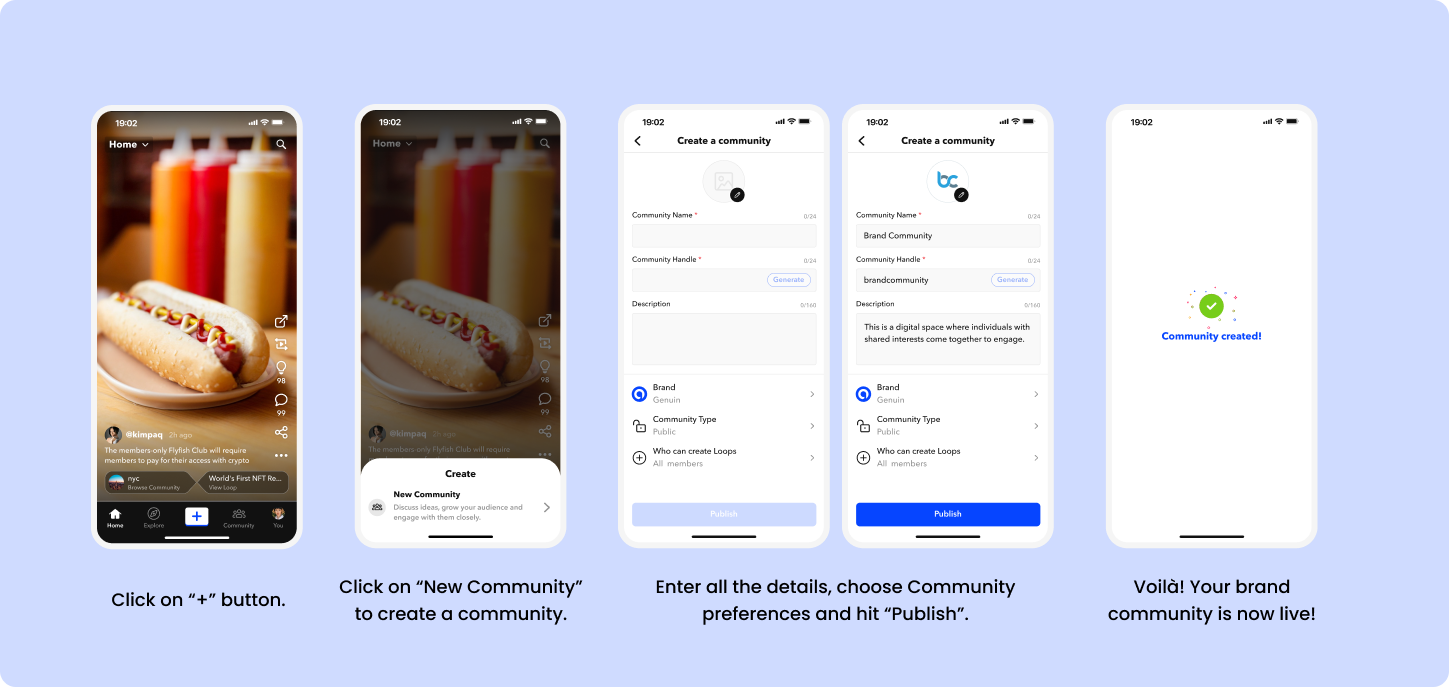 19:02
Home
98
99
@kimpaq 2h ago
The members-only Flyfish Club will require
members to pay for their access with crypto
nyc
Browse Community
World's First NFT Re...
View Loop
Home
Explore
Community
You
Click on “+” button.
19:02
Home
98
99
@kimpaq 2h ago
The members-only Flyfish Club will require
Create
New Community
Discuss ideas, grow your audience and
engage with them closely.
Click on “New Community”
to create a community.
19:02
Create a community
Community Name *
0/24
Community Handle *
0/24
Generate
Description
0/160
Brand
Genuin
Community Type
Public
Who can create Loops
All members
Publish
19:02
Create a community
bc
Community Name *
0/24
Brand Community
Community Handle *
0/24
brandcommunity
Generate
Description
0/160
This is a digital space where individuals with
shared interests come together to engage.
Brand
Genuin
Community Type
Public
Who can create Loops
All members
Publish
Enter all the details, choose Community
preferences and hit “Publish”.
19:02
Community created!
Voilà! Your brand
community is now live!